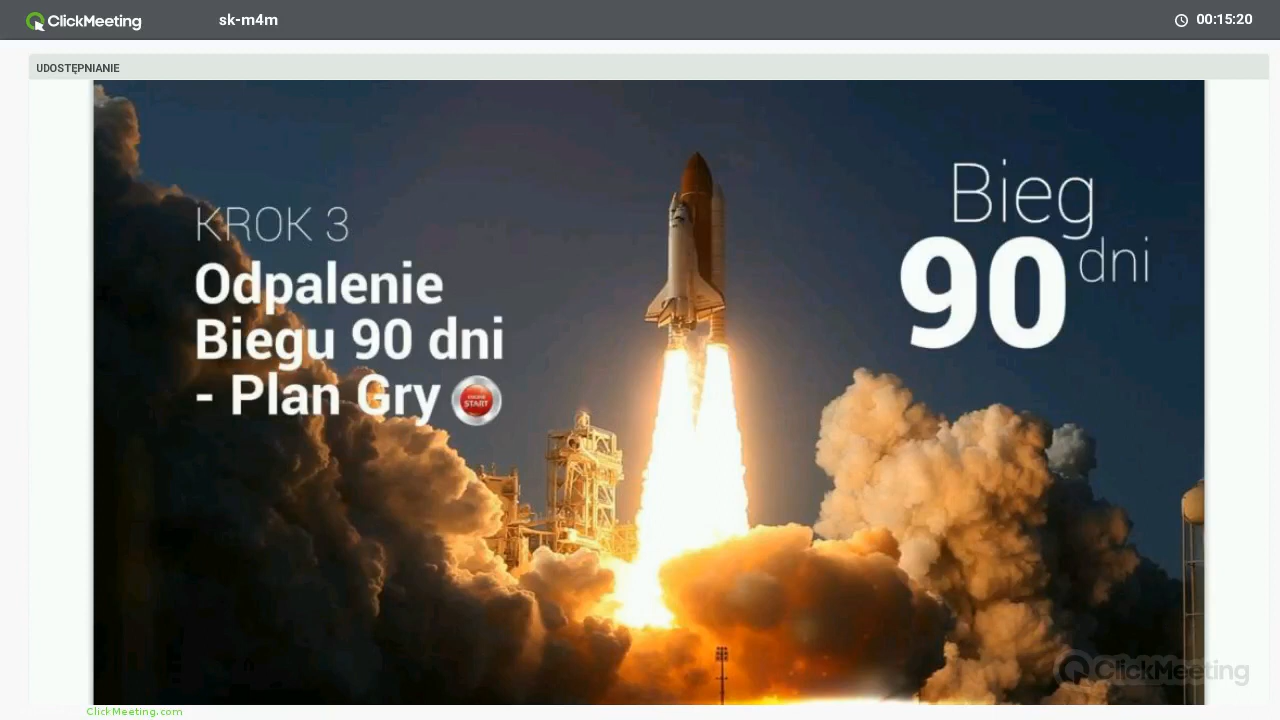 ClickMeeting
sk-m4m
00:15:20
UDOSTĘPNIANIE
KROK 3
Odpalenie
Biegu 90 dni
- Plan Gry
START
Bieg
90 dni
ClickMeeting
ClickMeeting.com